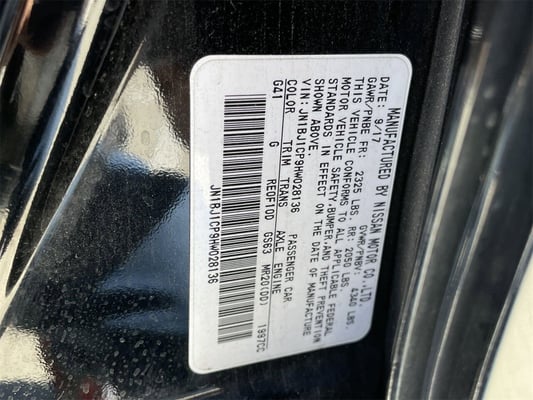 MANUFACTURED BY NISSAN MOTOR CO.,LTD.
DATE: 9/17 GVWR/PNBV: 4340 LBS.
GAWR/PNBE FR: 2325 LBS. RR: 2050 LBS.
THIS VEHICLE CONFORMS TO ALL APPLICABLE FEDERAL
MOTOR VEHICLE SAFETY,BUMPER,AND THEFT PREVENTION
STANDARDS IN EFFECT ON THE DATE OF MANUFACTURE
SHOWN ABOVE.
VIN: JN1BJ1CP9HW028136 PASSENGER CAR
COLOR TRIM TRANS AXLE ENGINE
G41 G RE0F10D GS63 MR20(DD) 1997CC
JN1BJ1CP9HW028136